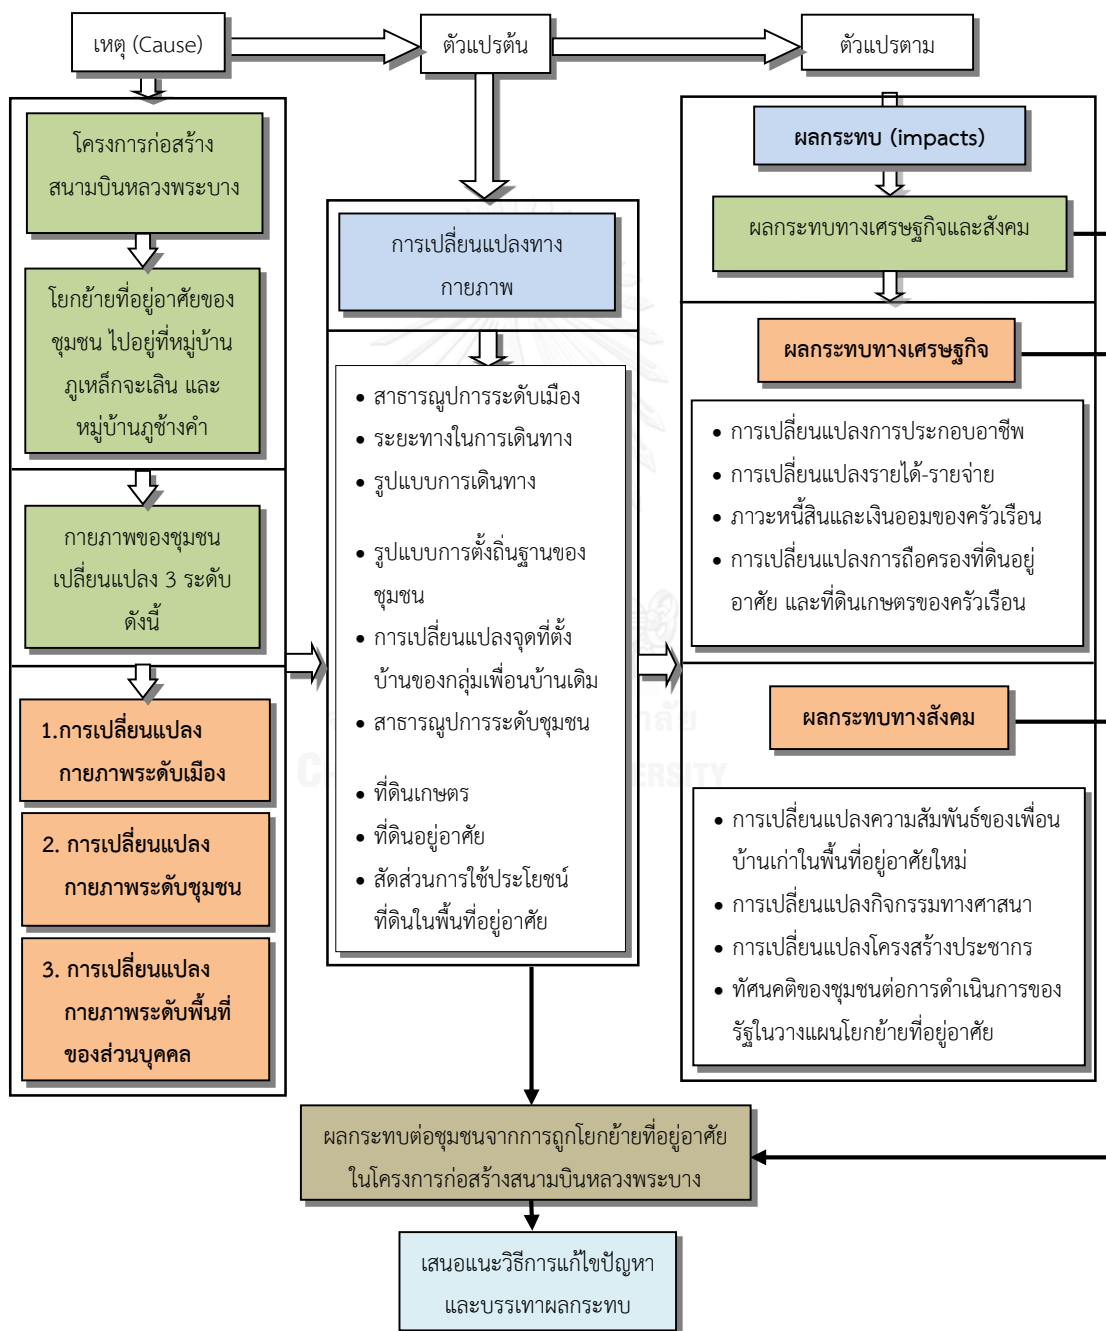 เหตุ (Cause)
ตัวแปรต้น
ตัวแปรตาม
โครงการก่อสร้าง
สนามบินหลวงพระบาง
โยกย้ายที่อยู่อาศัยของ
ชุมชน ไปอยู่ที่หมู่บ้าน
ภูเหล็กจะเลิน และ
หมู่บ้านภูช้างคำ
กายภาพของชุมชน
เปลี่ยนแปลง 3 ระดับ
ดังนี้
1.การเปลี่ยนแปลง
กายภาพระดับเมือง
2. การเปลี่ยนแปลง
กายภาพระดับชุมชน
3. การเปลี่ยนแปลง
กายภาพระดับพื้นที่
ของส่วนบุคคล
การเปลี่ยนแปลงทาง
กายภาพ
• สาธารณูปการระดับเมือง
• ระยะทางในการเดินทาง
• รูปแบบการเดินทาง
• รูปแบบการตั้งถิ่นฐานของ
ชุมชน
• การเปลี่ยนแปลงจุดที่ตั้ง
บ้านของกลุ่มเพื่อนบ้านเดิม
• สาธารณูปการระดับชุมชน
• ที่ดินเกษตร
• ที่ดินอยู่อาศัย
• สัดส่วนการใช้ประโยชน์
ที่ดินในพื้นที่อยู่อาศัย
ผลกระทบ (impacts)
ผลกระทบทางเศรษฐกิจและสังคม
ผลกระทบทางเศรษฐกิจ
• การเปลี่ยนแปลงการประกอบอาชีพ
• การเปลี่ยนแปลงรายได้-รายจ่าย
• ภาวะหนี้สินและเงินออมของครัวเรือน
• การเปลี่ยนแปลงการถือครองที่ดินอยู่
อาศัย และที่ดินเกษตรของครัวเรือน
ผลกระทบทางสังคม
• การเปลี่ยนแปลงความสัมพันธ์ของเพื่อน
บ้านเก่าในพื้นที่อยู่อาศัยใหม่
• การเปลี่ยนแปลงกิจกรรมทางศาสนา
• การเปลี่ยนแปลงโครงสร้างประชากร
• ทัศนคติของชุมชนต่อการดำเนินการของ
รัฐในวางแผนโยกย้ายที่อยู่อาศัย
ผลกระทบต่อชุมชนจากการถูกโยกย้ายที่อยู่อาศัย
ในโครงการก่อสร้างสนามบินหลวงพระบาง
เสนอแนะวิธีการแก้ไขปัญหา
และบรรเทาผลกระทบ